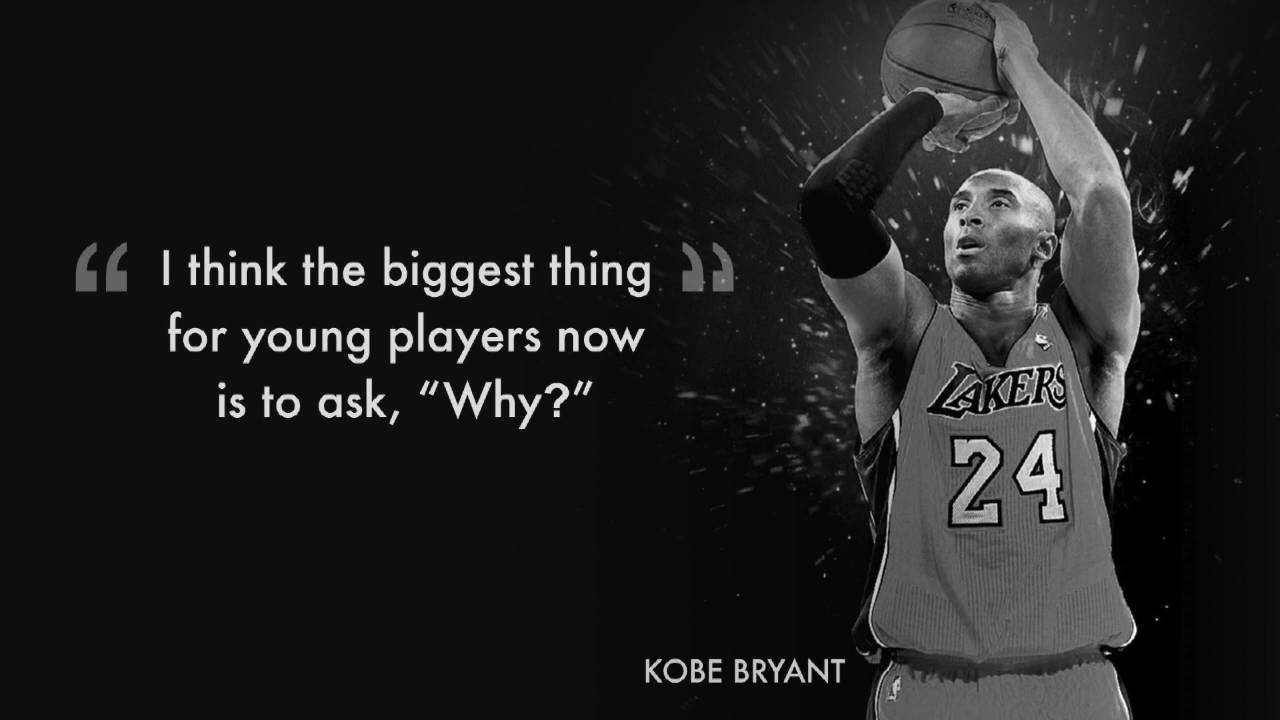 “ I think the biggest thing ”
for young players now
is to ask, “Why?”
LAKERS
24
KOBE BRYANT